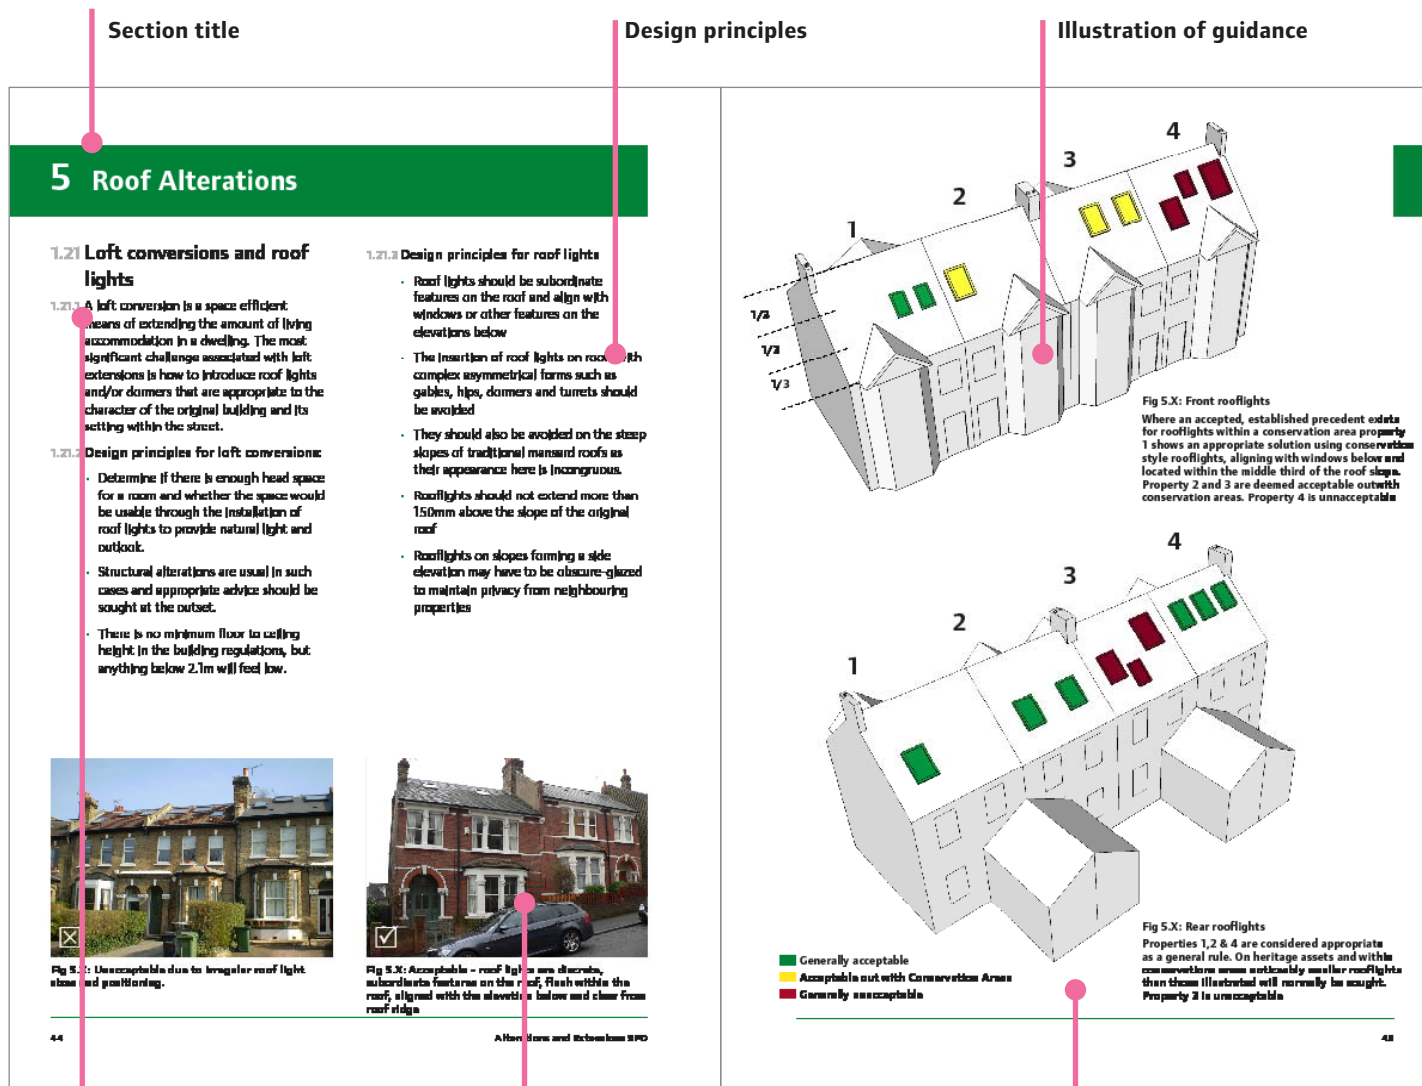 Section title
Design principles
Illustration of guidance
5 Roof Alterations
1.21 Loft conversions and roof
lights
1.21.1 A loft conversion is a space efficient
means of extending the amount of living
accommodation in a dwelling. The most
significant challenge associated with loft
extensions is how to introduce roof lights
and/or dormers that are appropriate to the
character of the original building and its
setting within the street.
1.21.2 Design principles for loft conversions:
· Determine if there is enough head space
for a room and whether the space would
be usable through the installation of
roof lights to provide natural light and
outlook.
· Structural alterations are usual in such
cases and appropriate advice should be
sought at the outset.
· There is no minimum floor to ceiling
height in the building regulations, but
anything below 2.1m will feel low.
1.21.3 Design principles for roof lights
· Roof lights should be subordinate
features on the roof and align with
windows or other features on the
elevations below
· The insertion of roof lights on roofs with
complex asymmetrical forms such as
gables, hips, dormers and turrets should
be avoided
· They should also be avoided on the steep
slopes of traditional mansard roofs as
their appearance here is incongruous.
· Rooflights should not extend more than
150mm above the slope of the original
roof
· Rooflights on slopes forming a side
elevation may have to be obscure-glazed
to maintain privacy from neighbouring
properties
Fig 5.X: Unacceptable due to irregular roof light
sizes and positioning.
Fig 5.X: Acceptable - roof lights are discrete,
subordinate features on the roof, flush within the
roof, aligned with the elevation below and clear from
roof ridge
44
Alterations and Extensions SPD
1
2
3
4
1/3
1/3
1/3
Fig 5.X: Front rooflights
Where an accepted, established precedent exists
for rooflights within a conservation area property
1 shows an appropriate solution using conservation
style rooflights, aligning with windows below and
located within the middle third of the roof slope.
Property 2 and 3 are deemed acceptable outwith
conservation areas. Property 4 is unnacceptable
1
2
3
4
Generally acceptable
Acceptable out with Conservation Areas
Generally unacceptable
Fig 5.X: Rear rooflights
Properties 1,2 & 4 are considered appropriate
as a general rule. On heritage assets and within
conservations areas noticeably smaller rooflights
than those illustrated will normally be sought.
Property 3 is unacceptable
45